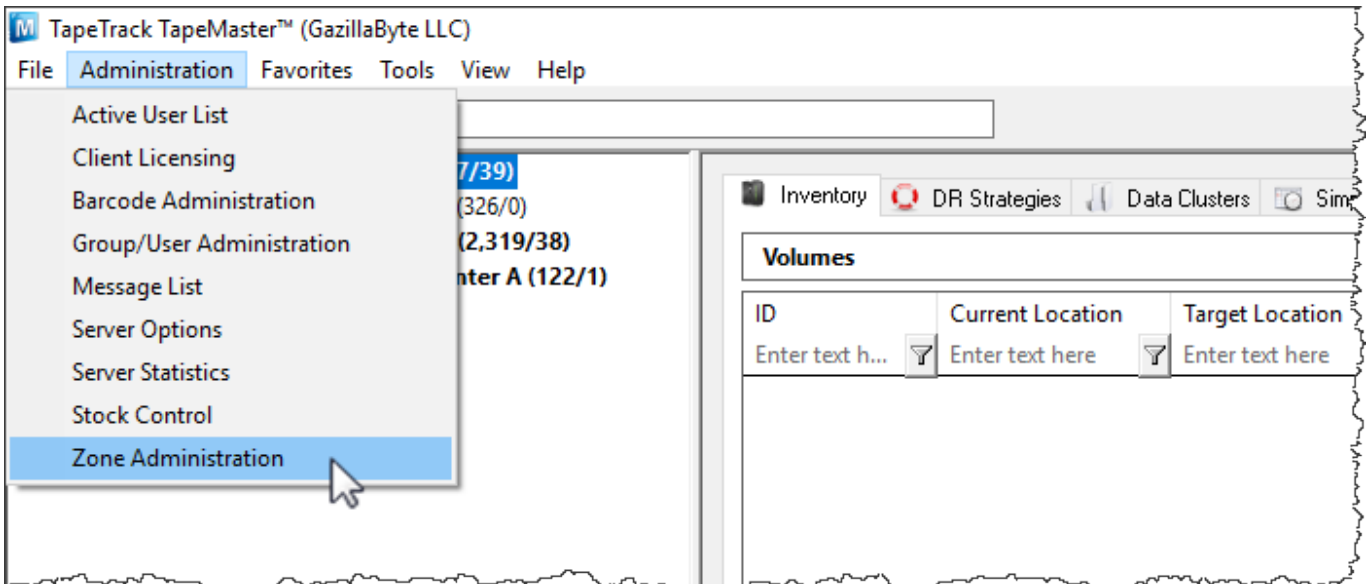 TapeTrack TapeMaster™ (GazillaByte LLC)
File Administration Favorites Tools View Help
Active User List
Client Licensing
Barcode Administration
Group/User Administration
Message List
Server Options
Server Statistics
Stock Control
Zone Administration
7/39)
(326/0)
(2,319/38)
nter A (122/1)
Inventory DR Strategies Data Clusters Simp
Volumes
ID Current Location Target Location
Enter text h... Enter text here Enter text here